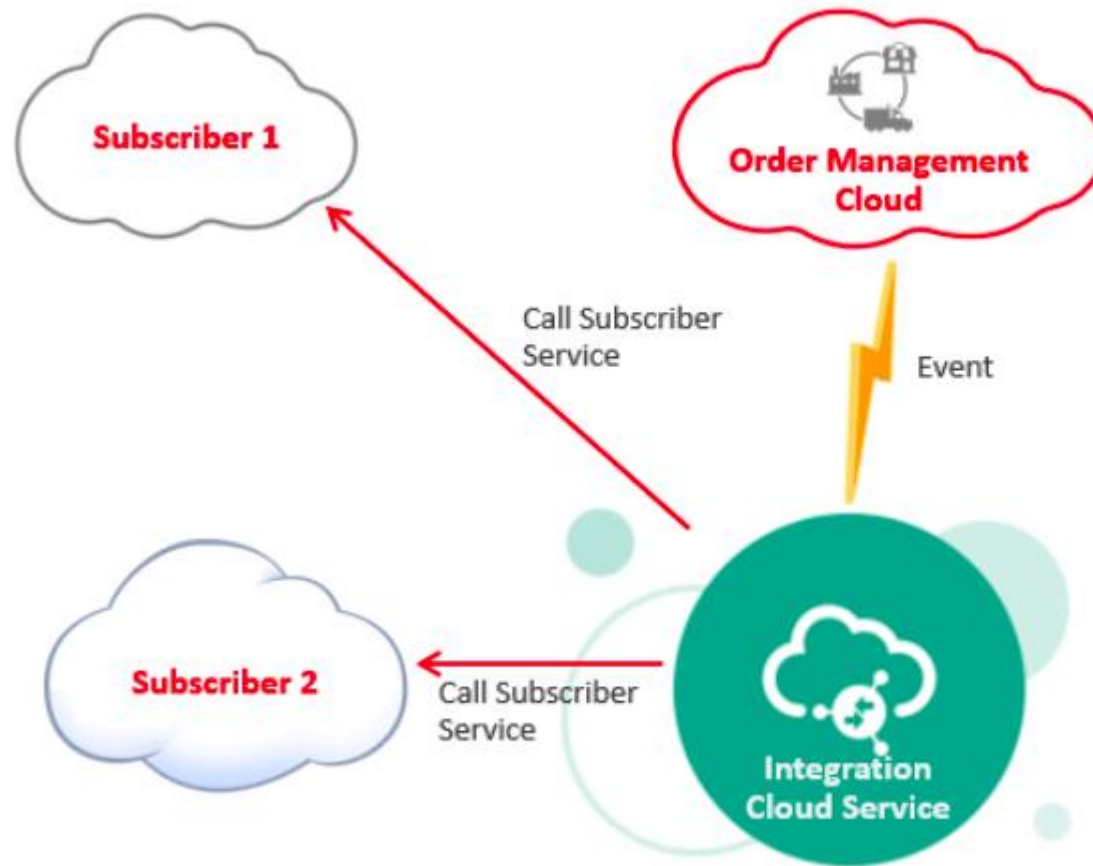 Subscriber 1
Order Management
Cloud
Call Subscriber
Service
Event
Subscriber 2
Call Subscriber
Service
Integration
Cloud Service